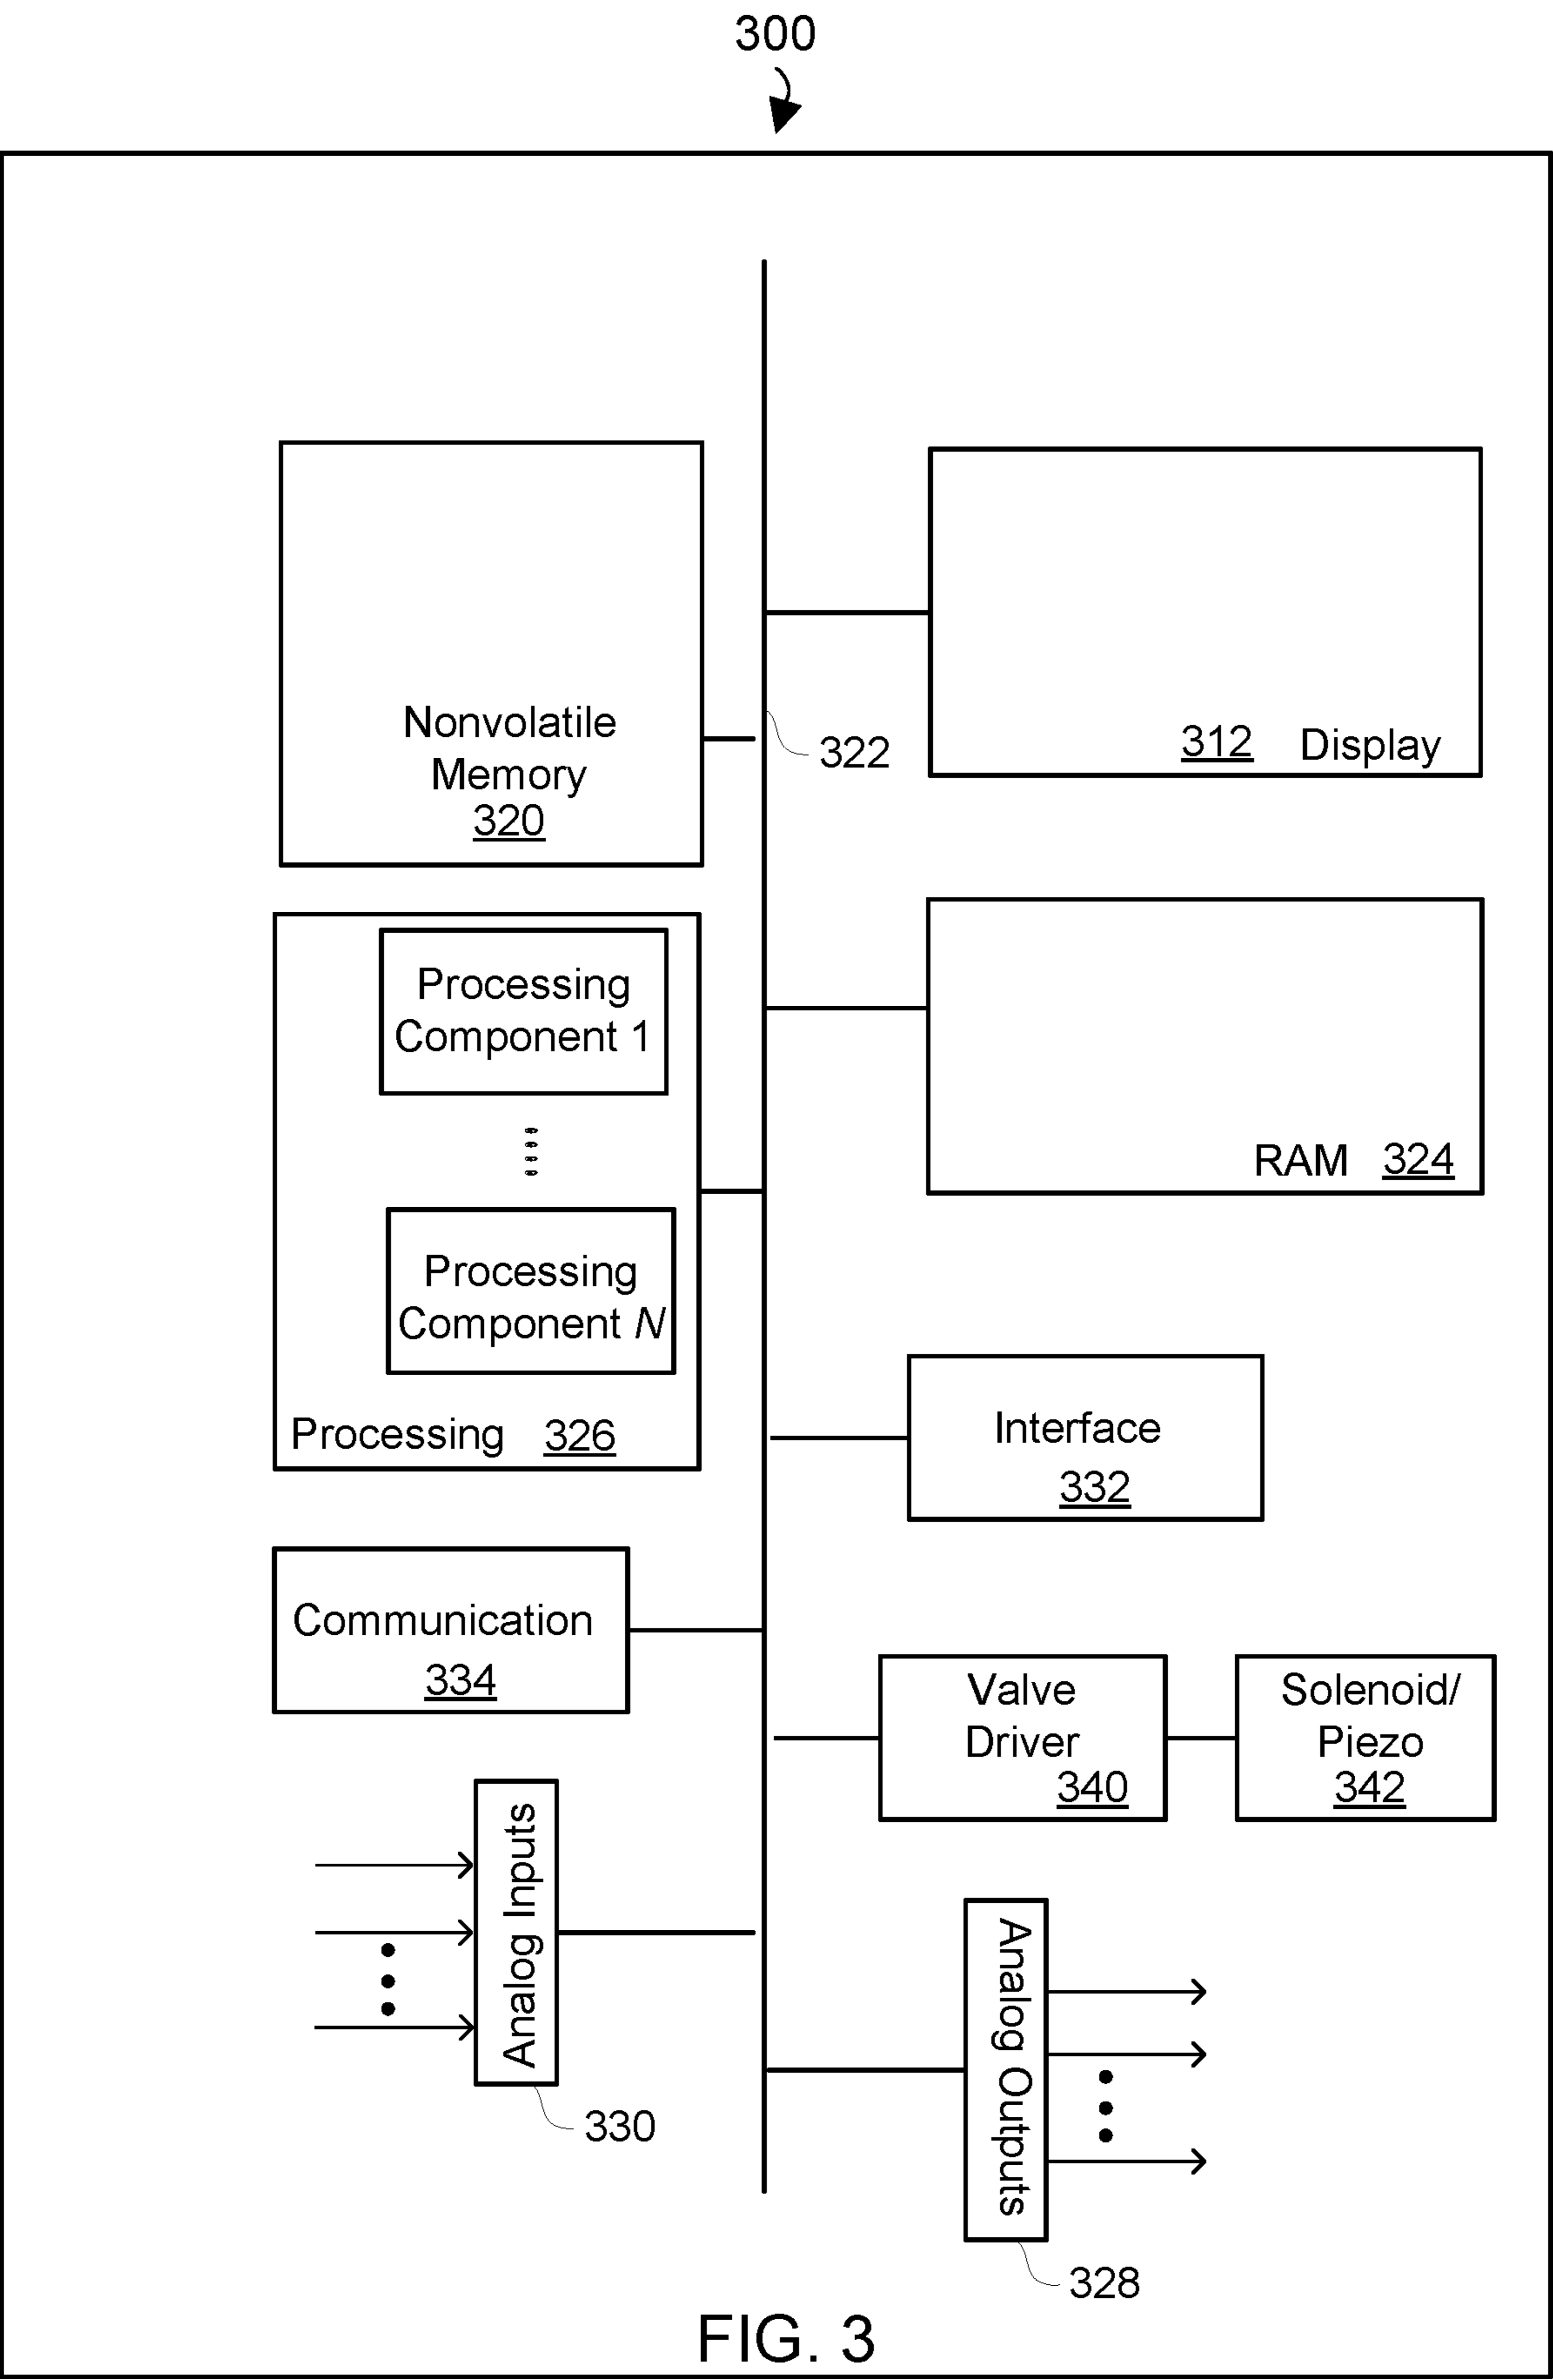 300
Nonvolatile
Memory
320
322
312 Display
Processing
Component 1
Processing
Component N
Processing 326
RAM 324
Interface
332
Communication
334
Valve
Driver
340
Solenoid/
Piezo
342
Analog Inputs
330
Analog Outputs
328
FIG. 3